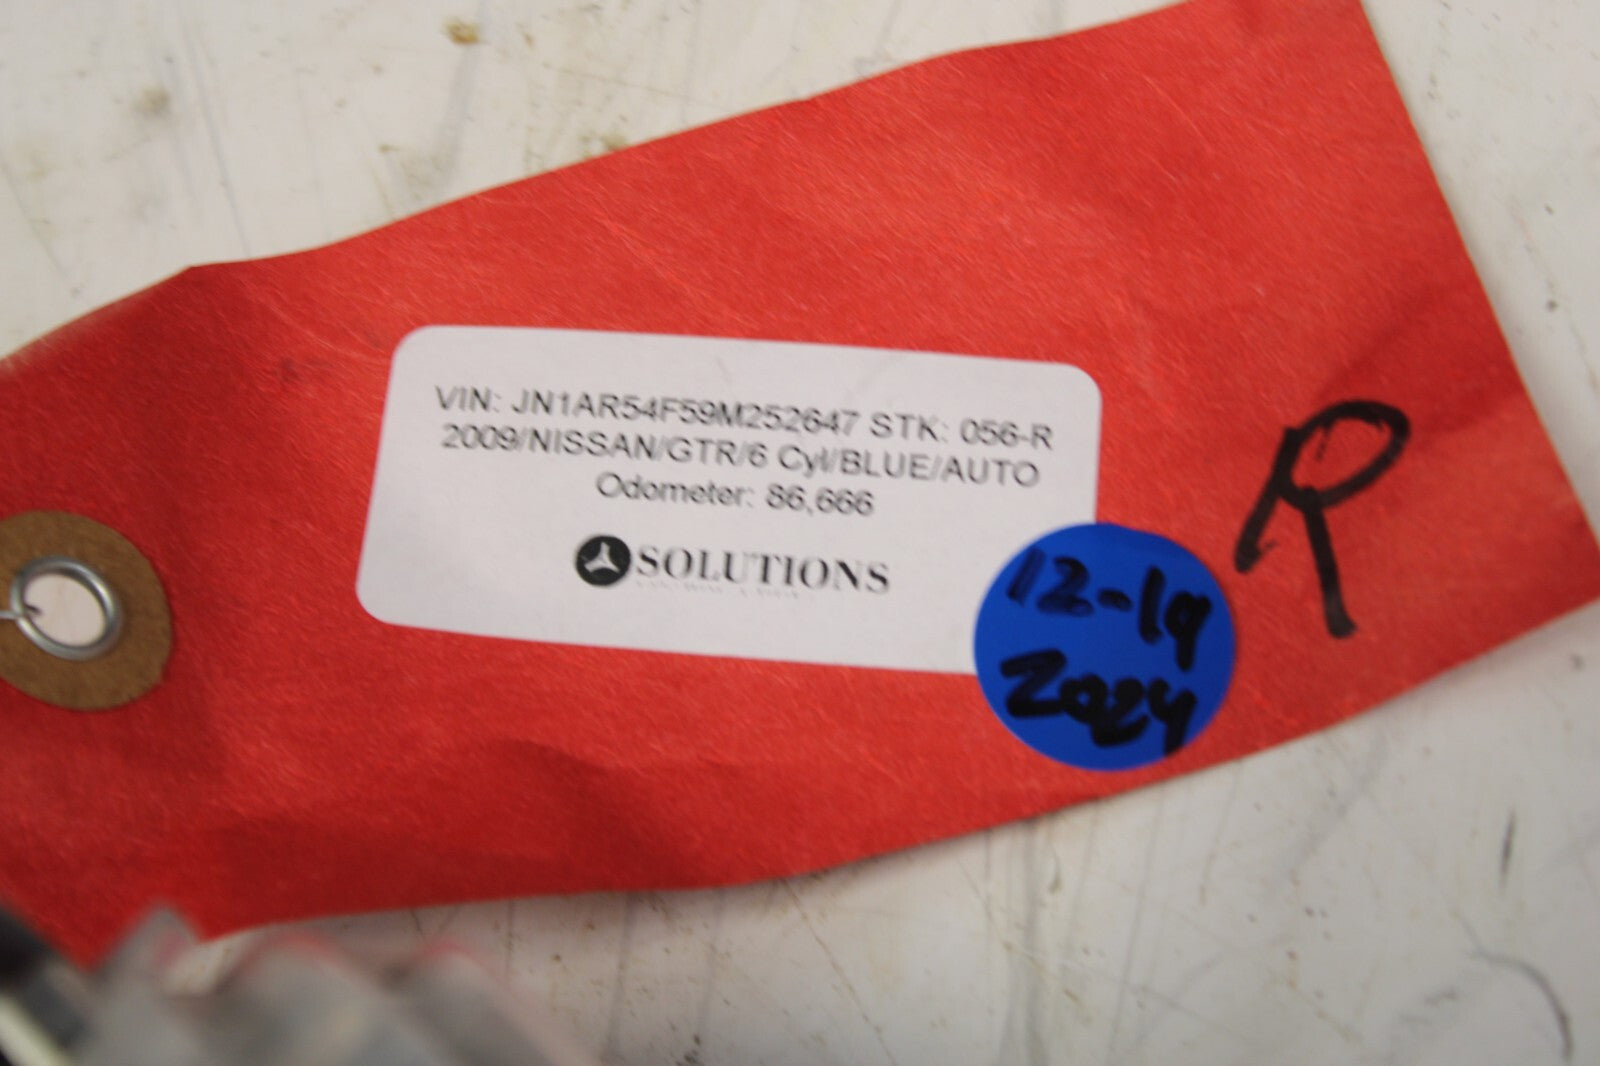 VIN: JN1AR54F59M252647 STK: 056-R
2009/NISSAN/GTR/6 Cyl/BLUE/AUTO
Odometer: 86,666
SOLUTIONS
12-19
2024
R